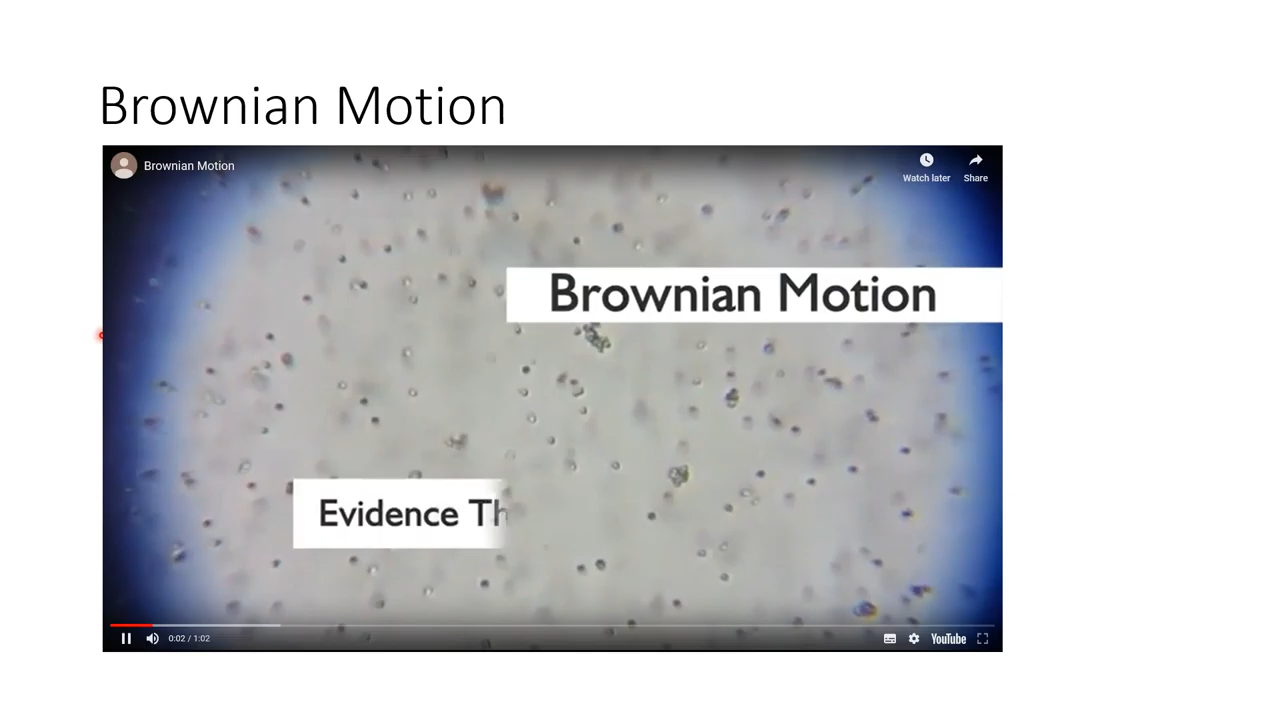 Brownian Motion
Brownian Motion
Watch later
Share
Brownian Motion
Evidence Th
0:02 / 1:02
YouTube